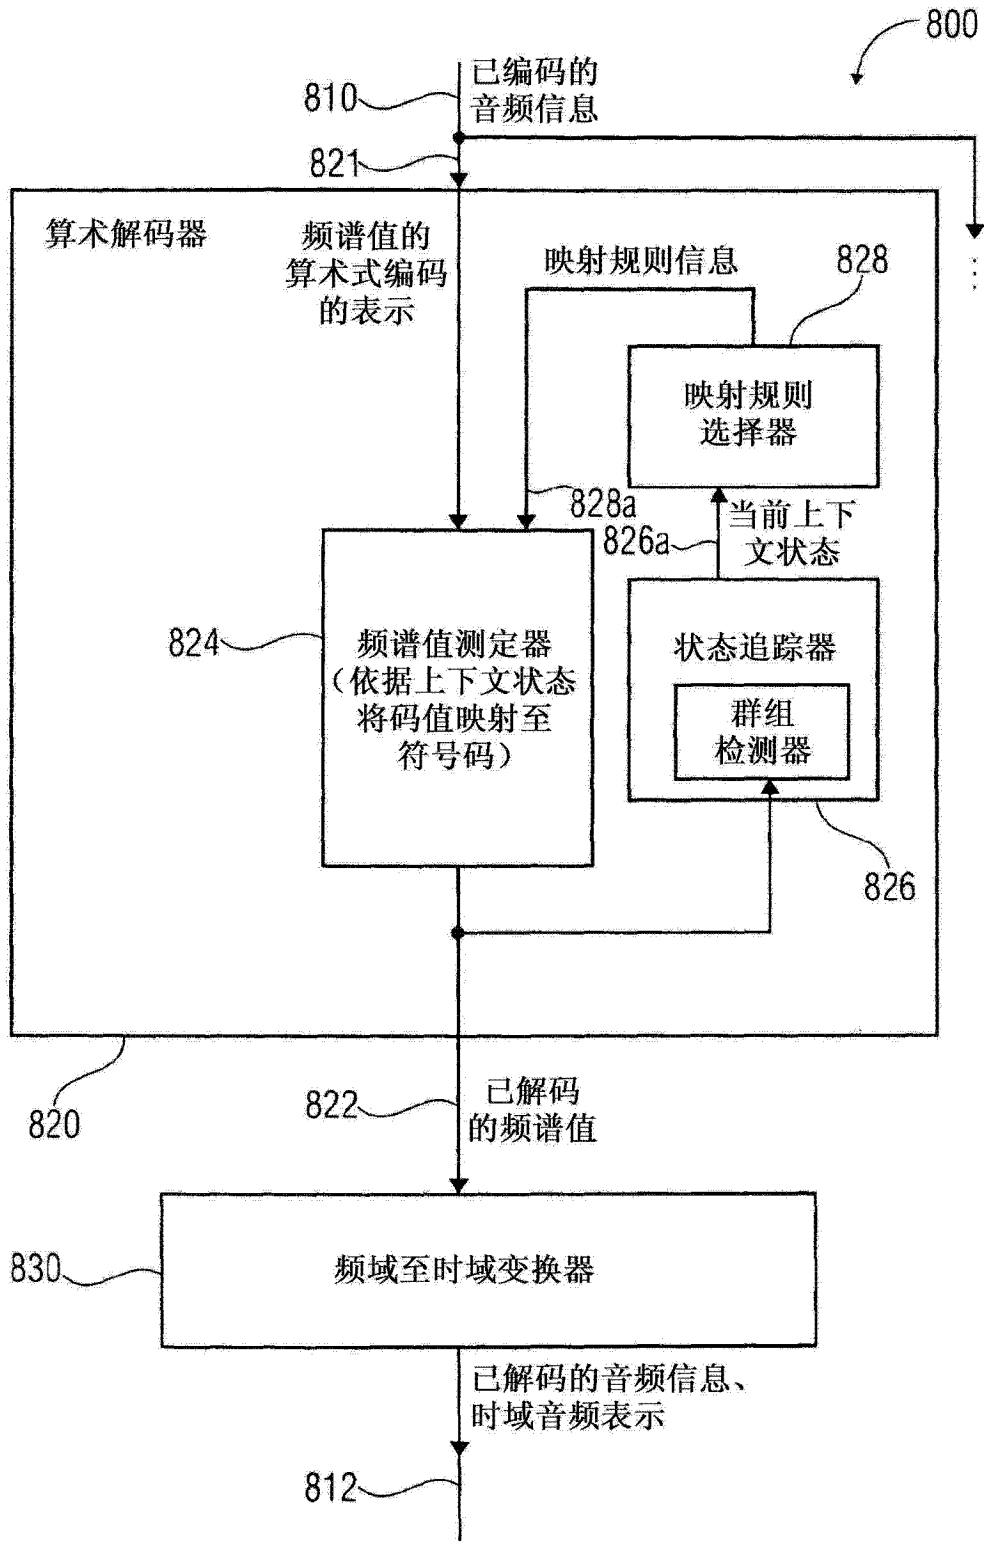 800
已编码的
音频信息
810
821
算术解码器
频谱值的
算术式编码
的表示
映射规则信息
828
映射规则
选择器
828a
当前上下
文状态
826a
824
频谱值测定器
（依据上下文状态
将码值映射至
符号码）
状态追踪器
群组
检测器
826
820
822
已解码
的频谱值
830
频域至时域变换器
已解码的音频信息、
时域音频表示
812